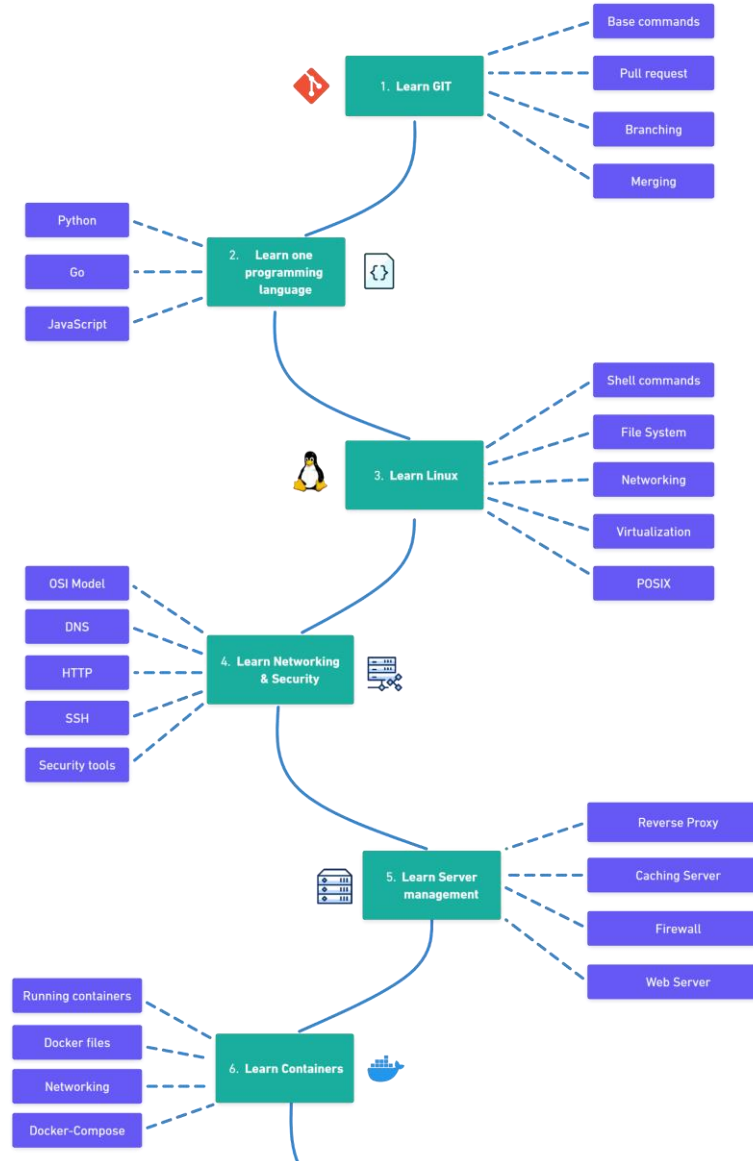 Base commands
1. Learn GIT
Pull request
Branching
Merging
Python
2. Learn one
programming
language
Go
JavaScript
Shell commands
File System
3. Learn Linux
Networking
Virtualization
POSIX
OSI Model
DNS
4. Learn Networking
& Security
HTTP
SSH
Security tools
Reverse Proxy
5. Learn Server
management
Caching Server
Firewall
Web Server
Running containers
Docker files
6. Learn Containers
Networking
Docker-Compose